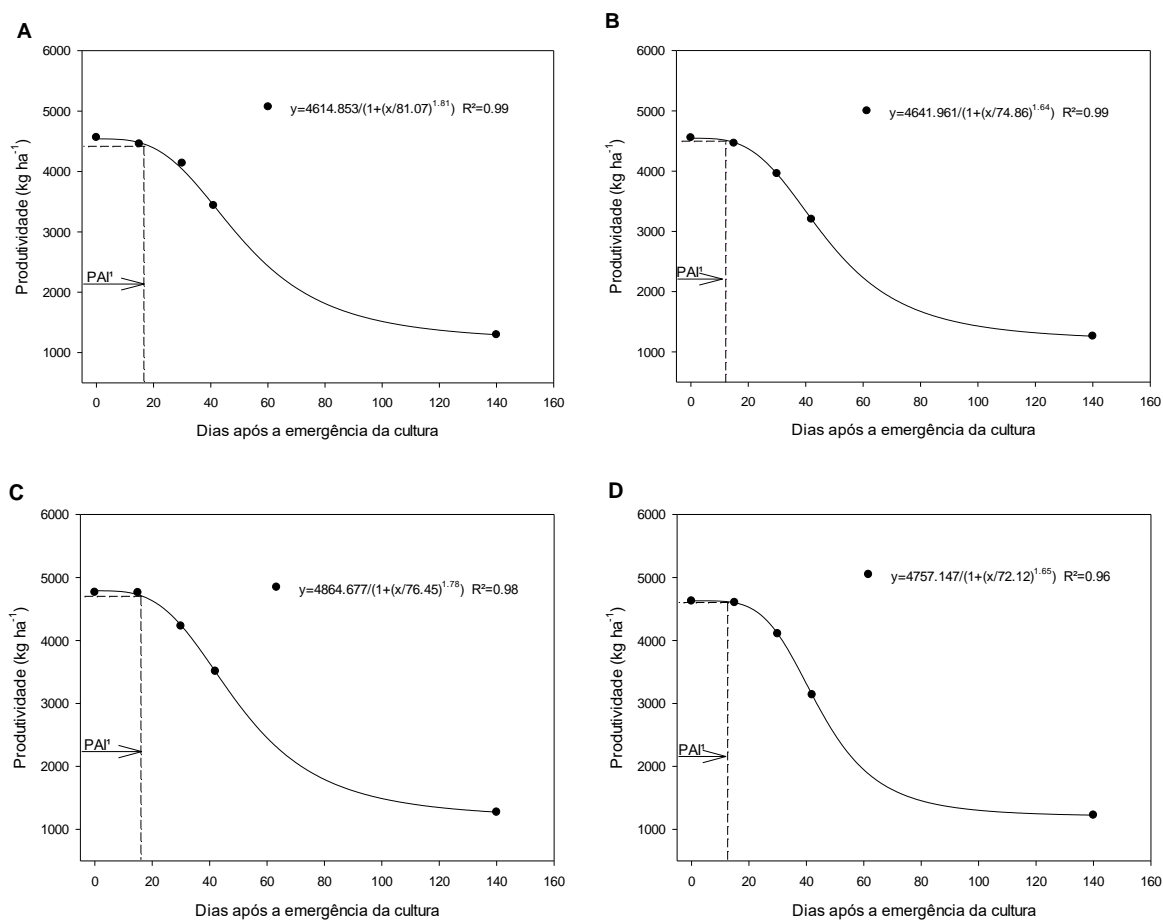 A
6000
5000
4000
3000
2000
1000
Produtividade (kg ha⁻¹)
y=4614.853/(1+(x/81.07)^1.81) R²=0.99
PAI¹
0 20 40 60 80 100 120 140 160
Dias após a emergência da cultura
B
6000
5000
4000
3000
2000
1000
Produtividade (kg ha⁻¹)
y=4641.961/(1+(x/74.86)^1.64) R²=0.99
PAI¹
0 20 40 60 80 100 120 140 160
Dias após a emergência da cultura
C
6000
5000
4000
3000
2000
1000
Produtividade (kg ha⁻¹)
y=4864.677/(1+(x/76.45)^1.78) R²=0.98
PAI¹
0 20 40 60 80 100 120 140 160
Dias após a emergência da cultura
D
6000
5000
4000
3000
2000
1000
Produtividade (kg ha⁻¹)
y=4757.147/(1+(x/72.12)^1.65) R²=0.96
PAI¹
0 20 40 60 80 100 120 140 160
Dias após a emergência da cultura